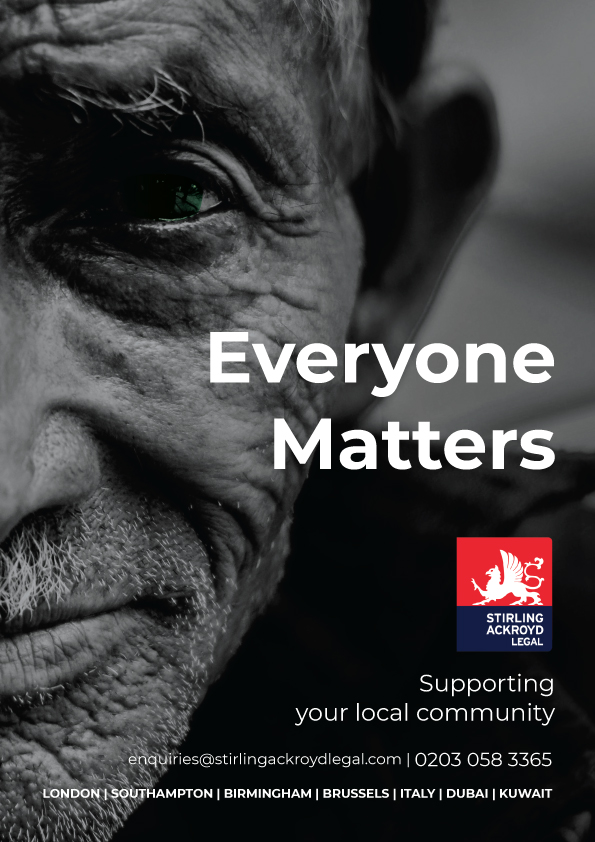 Everyone
Matters
STIRLING
ACKROYD
LEGAL
Supporting
your local community
enquiries@stirlingackroydlegal.com | 0203 058 3365
LONDON | SOUTHAMPTON | BIRMINGHAM | BRUSSELS | ITALY | DUBAI | KUWAIT